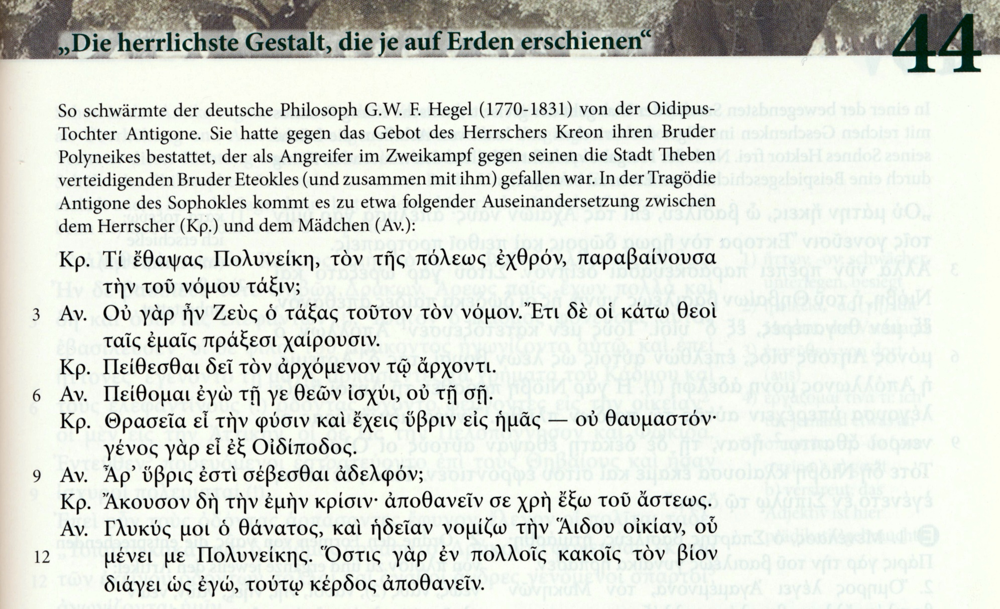 „Die herrlichste Gestalt, die je auf Erden erschienen“
44
So schwärmte der deutsche Philosoph G.W. F. Hegel (1770-1831) von der Oidipus-
Tochter Antigone. Sie hatte gegen das Gebot des Herrschers Kreon ihren Bruder
Polyneikes bestattet, der als Angreifer im Zweikampf gegen seinen die Stadt Theben
verteidigenden Bruder Eteokles (und zusammen mit ihm) gefallen war. In der Tragödie
Antigone des Sophokles kommt es zu etwa folgender Auseinandersetzung zwischen
dem Herrscher (Κρ.) und dem Mädchen (Αν.):
Κρ. Τί ἔθαψας Πολυνείκη, τὸν τῆς πόλεως ἐχθρόν, παραβαίνουσα
τὴν τοῦ νόμου τάξιν;
3 Αν. Οὐ γὰρ ἦν Ζεὺς ὁ τάξας τοῦτον τὸν νόμον. Ἔτι δὲ οἱ κάτω θεοὶ
ταῖς ἐμαῖς πράξεσι χαίρουσιν.
Κρ. Πείθεσθαι δεῖ τὸν ἀρχόμενον τῷ ἄρχοντι.
6 Αν. Πείθομαι ἐγὼ τῇ γε θεῶν ἰσχύι, οὐ τῇ σῇ.
Κρ. Θρασεῖα εἶ τὴν φύσιν καὶ ἔχεις ὕβριν εἰς ἡμᾶς — οὐ θαυμαστόν·
γένος γὰρ εἶ ἐξ Οἰδίποδος.
9 Αν. Ἆρ’ ὕβρις ἐστὶ σέβεσθαι ἀδελφόν;
Κρ. Ἄκουσον δὴ τὴν ἐμὴν κρίσιν· ἀποθανεῖν σε χρὴ ἔξω τοῦ ἄστεως.
Αν. Γλυκύς μοι ὁ θάνατος, καὶ ἡδεῖαν νομίζω τὴν Ἅιδου οἰκίαν, οὗ
12 μένει με Πολυνείκης. Ὅστις γὰρ ἐν πολλοῖς κακοῖς τὸν βίον
διάγει ὡς ἐγώ, τούτῳ κέρδος ἀποθανεῖν.